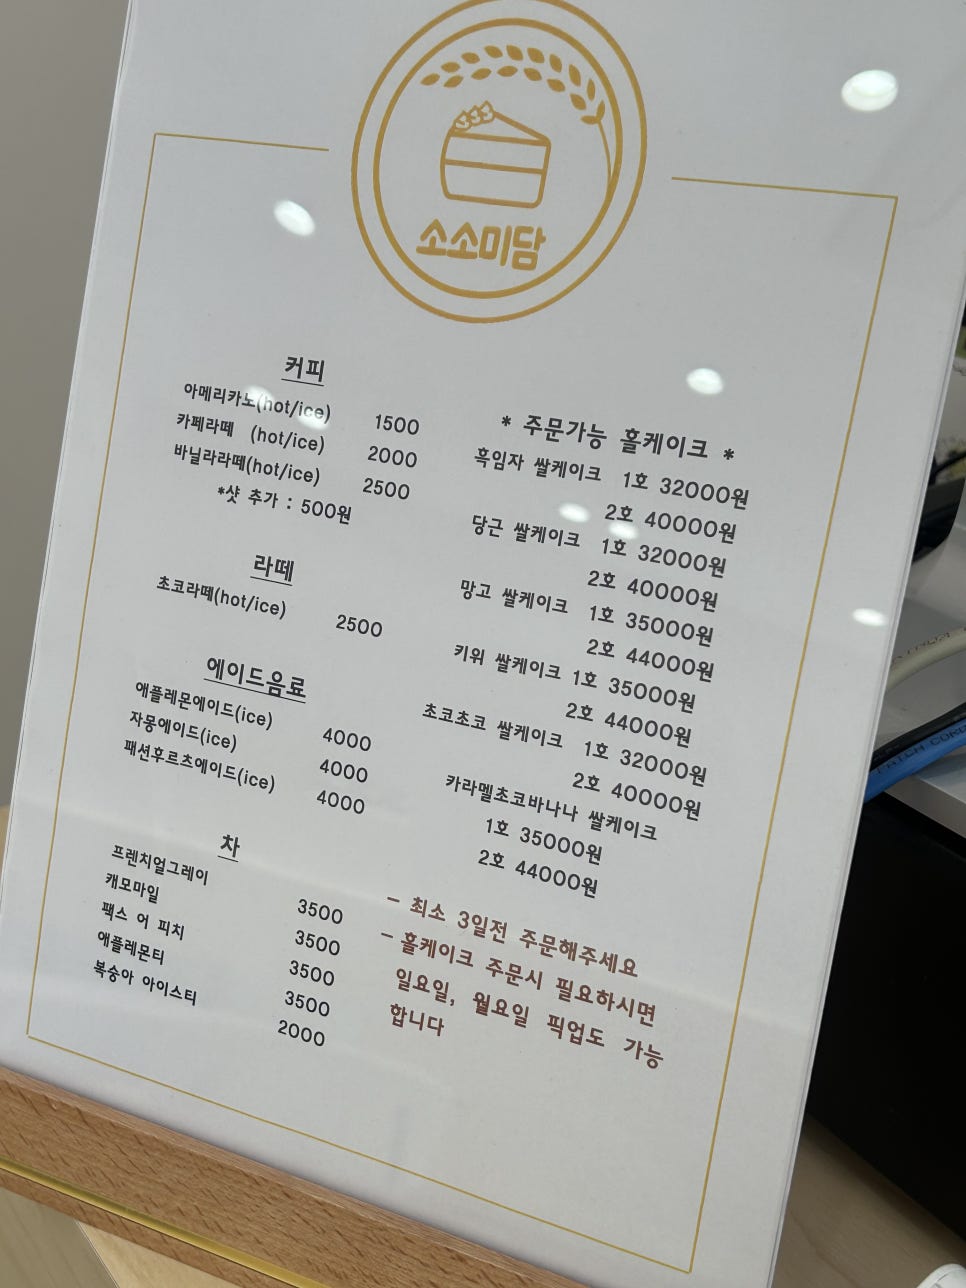 소소미담
커피
아메리카노(hot/ice) 1500
카페라떼 (hot/ice) 2000
바닐라라떼(hot/ice) 2500
*샷 추가 : 500원
라떼
초코라떼(hot/ice) 2500
에이드음료
애플레몬에이드(ice) 4000
자몽에이드(ice) 4000
패션후르츠에이드(ice) 4000
차
프렌치얼그레이 3500
캐모마일 3500
팩스 어 피치 3500
애플레몬티 3500
복숭아 아이스티 2000
* 주문가능 홀케이크 *
흑임자 쌀케이크 1호 32000원
2호 40000원
당근 쌀케이크 1호 32000원
2호 40000원
망고 쌀케이크 1호 35000원
2호 44000원
키위 쌀케이크 1호 35000원
2호 44000원
초코초코 쌀케이크 1호 32000원
2호 40000원
카라멜초코바나나 쌀케이크
1호 35000원
2호 44000원
- 최소 3일전 주문해주세요
- 홀케이크 주문시 필요하시면
일요일, 월요일 픽업도 가능
합니다
PATCH CORD